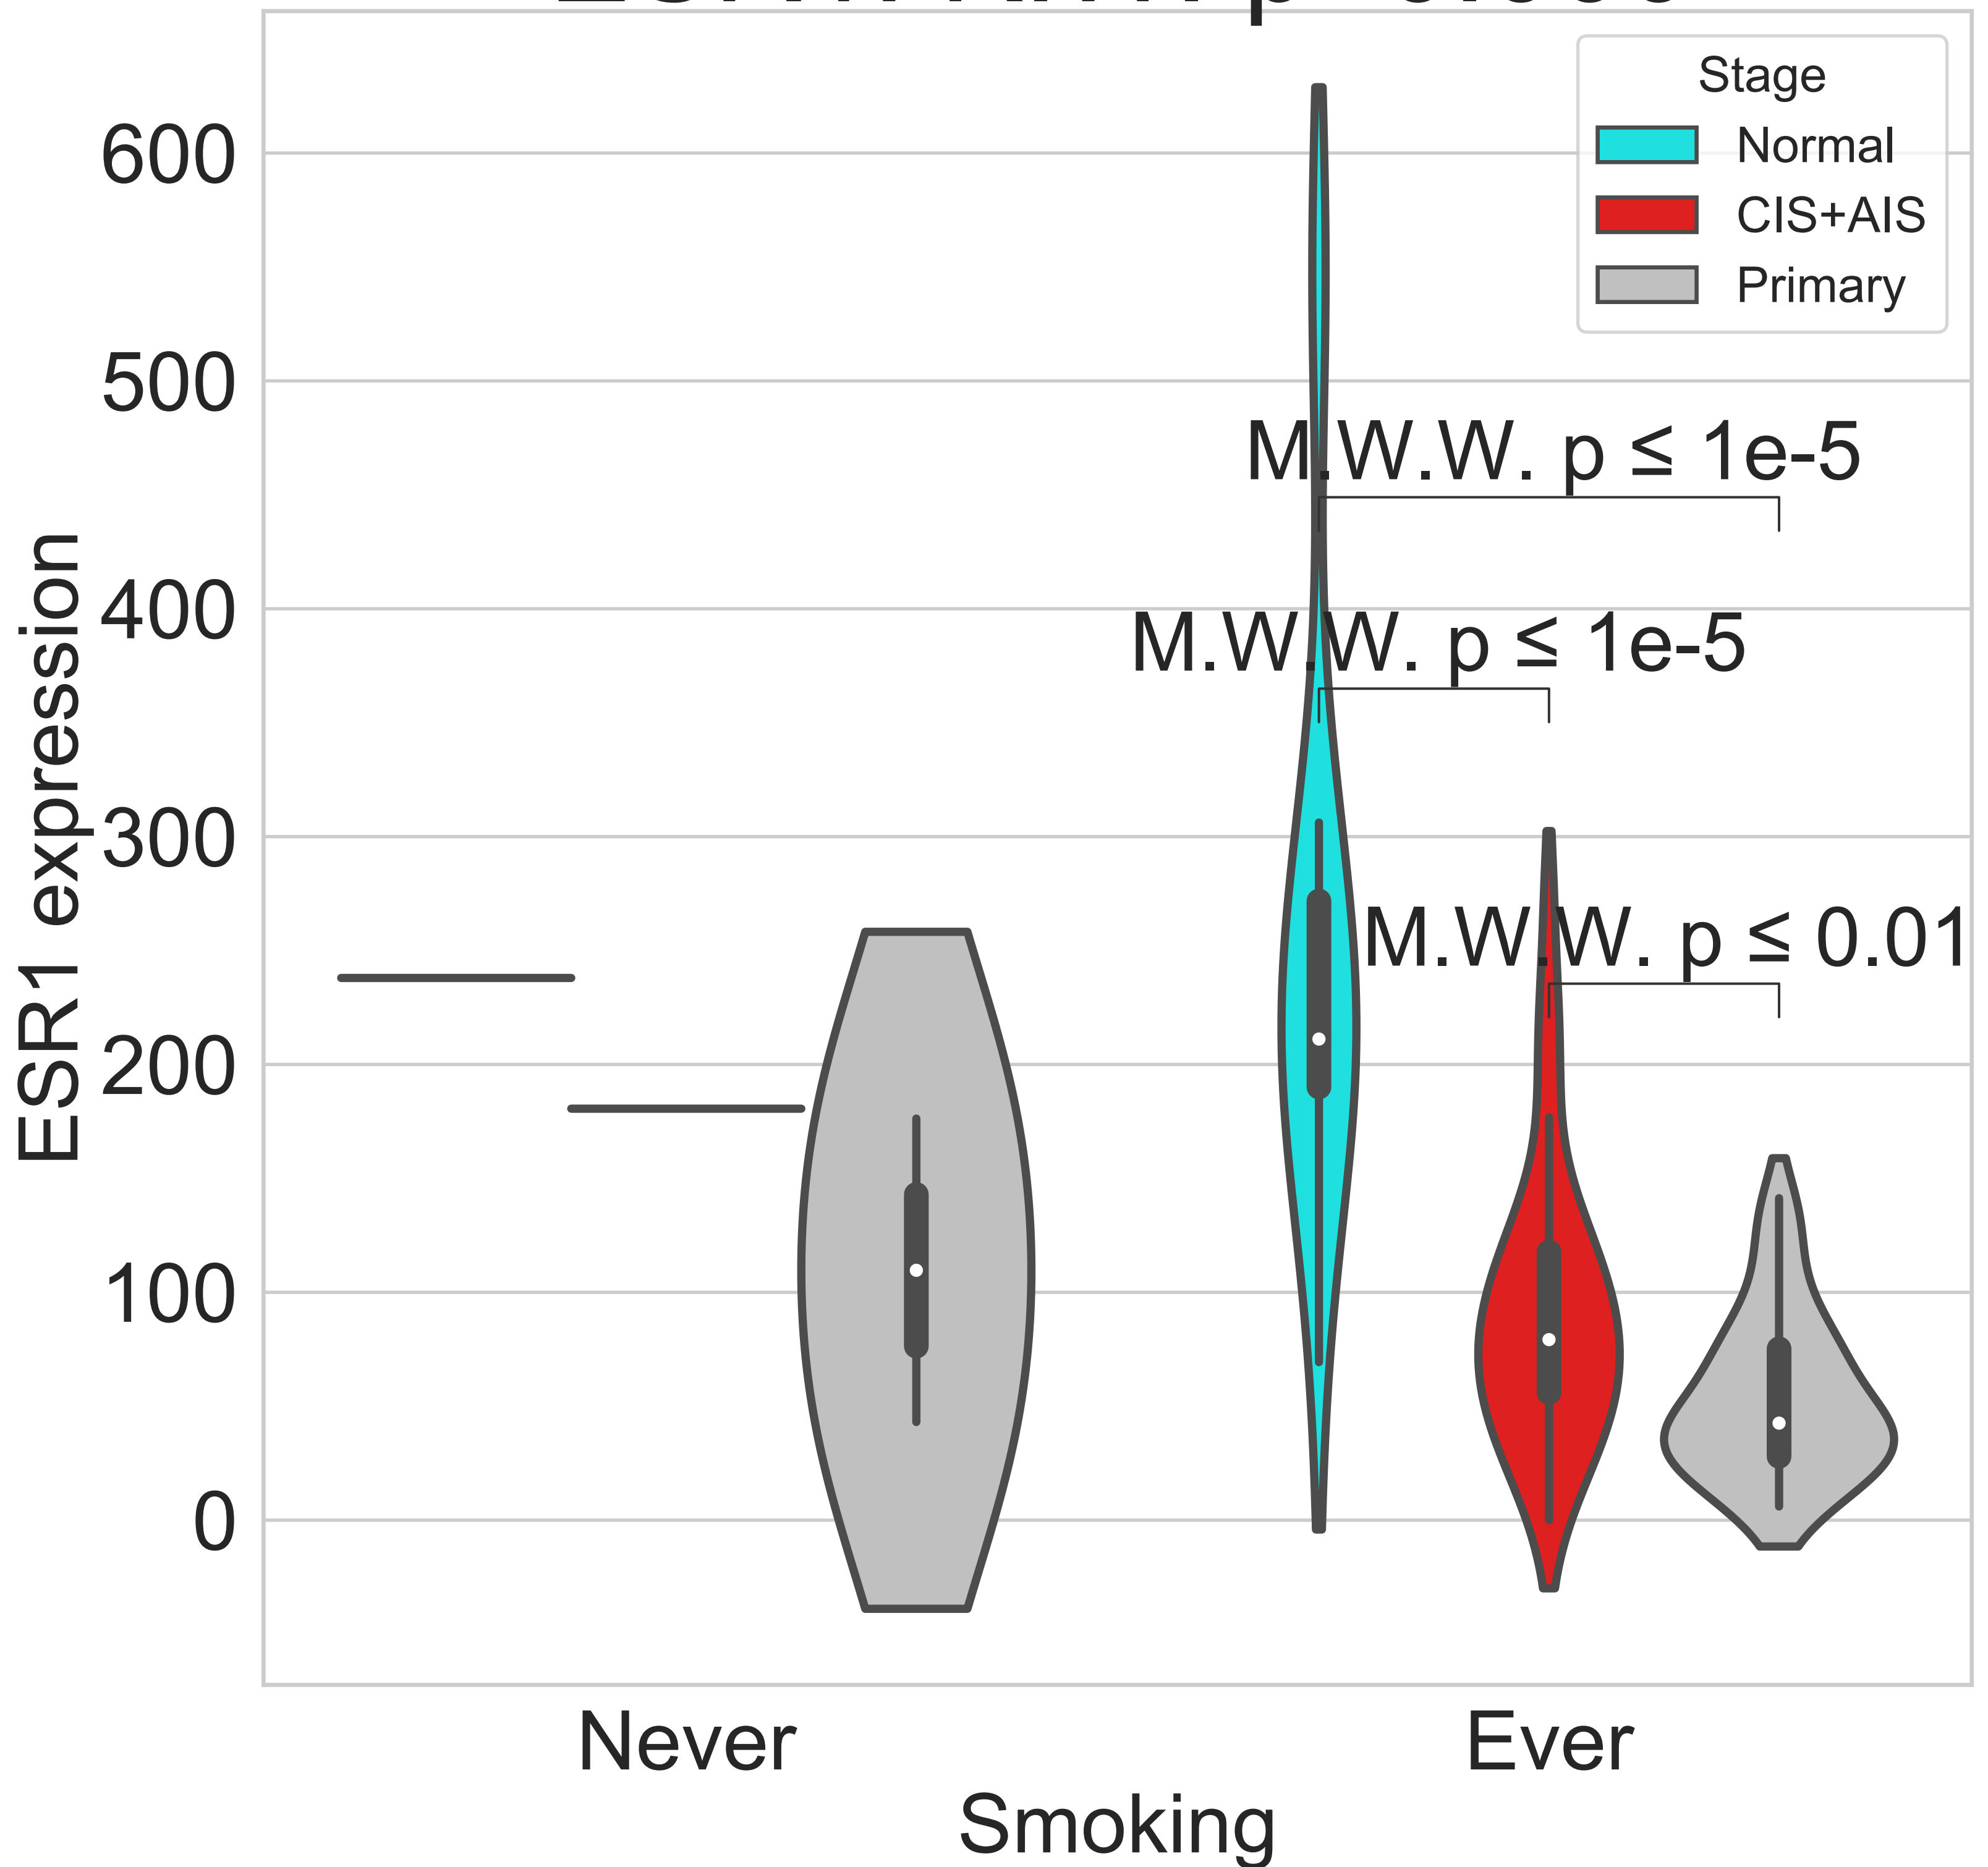 Stage
Normal
CIS+AIS
Primary
600
500
400
300
200
100
0
ESR1 expression
M.W.W. p ≤ 1e-5
M.W.W. p ≤ 1e-5
M.W.W. p ≤ 0.01
Never
Ever
Smoking